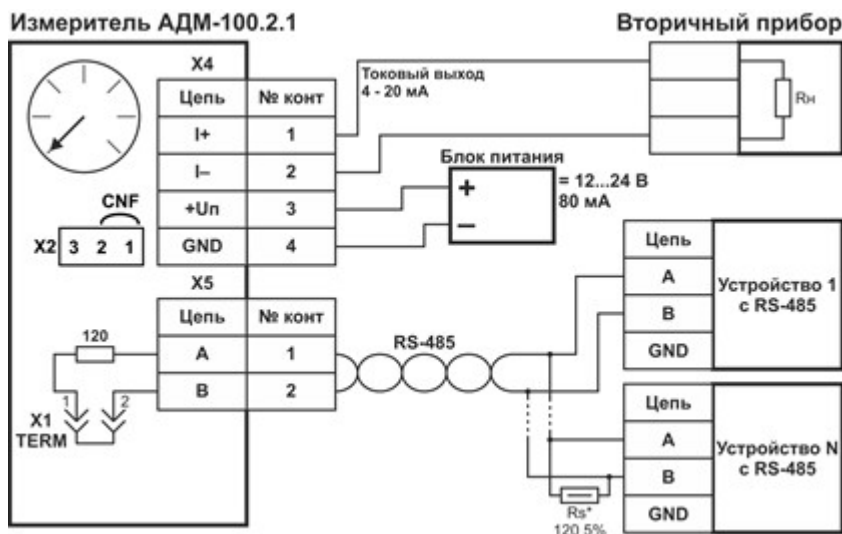 Измеритель АДМ-100.2.1
Вторичный прибор
X4
Цепь № конт
I+ 1
I– 2
+Uп 3
GND 4
Токовый выход
4 - 20 мА
Rн
Блок питания
+
–
= 12...24 В
80 мА
CNF
X2 3 2 1
X5
Цепь № конт
A 1
B 2
120
1 2
X1
TERM
RS-485
Цепь
A
B
GND
Устройство 1
с RS-485
Цепь
A
B
GND
Устройство N
с RS-485
Rs*
120,5%